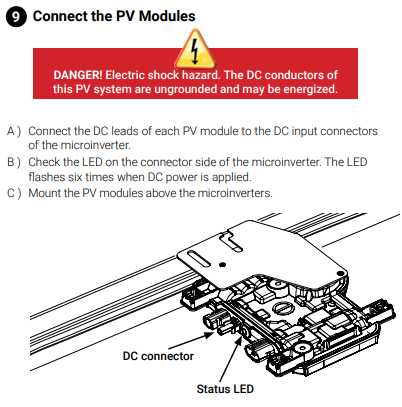 9 Connect the PV Modules
DANGER! Electric shock hazard. The DC conductors of
this PV system are ungrounded and may be energized.
A ) Connect the DC leads of each PV module to the DC input connectors
of the microinverter.
B ) Check the LED on the connector side of the microinverter. The LED
flashes six times when DC power is applied.
C ) Mount the PV modules above the microinverters.
DC connector
Status LED